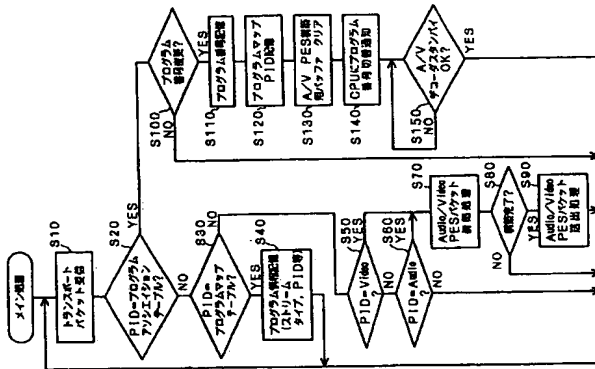 メイン処理
S10
トランスポート
パケット受信
S20
PID=プログラム
アソシエイション
テーブル?
YES
NO
S30
PID=
プログラムマップ
テーブル?
NO
YES
S40
プログラム情報記憶
(ストリーム
タイプ、PID等)
S50
PID=Video
?
YES
NO
S60
PID=Audio
?
YES
NO
S70
Audio/Video
PESパケット
構築処理
S80
構築完了?
NO
YES
S90
Audio/Video
PESパケット
送出処理
S100
プログラム
番号変更?
NO
YES
S110
プログラム番号記憶
S120
プログラムマップ
PID記憶
S130
A/V PES構築
用バッファ クリア
S140
CPUにプログラム
番号切替通知
S150
A/V
デコーダスタンバイ
OK?
NO
YES